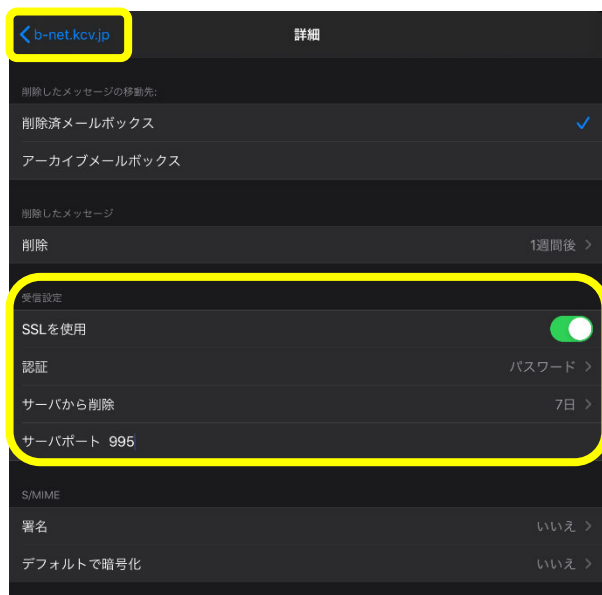 b-net.kcv.jp 詳細
削除したメッセージの移動先:
削除済メールボックス
アーカイブメールボックス
削除したメッセージ
削除 1週間後
受信設定
SSLを使用
認証 パスワード
サーバから削除 7日
サーバポート 995
S/MIME
署名 いいえ
デフォルトで暗号化 いいえ